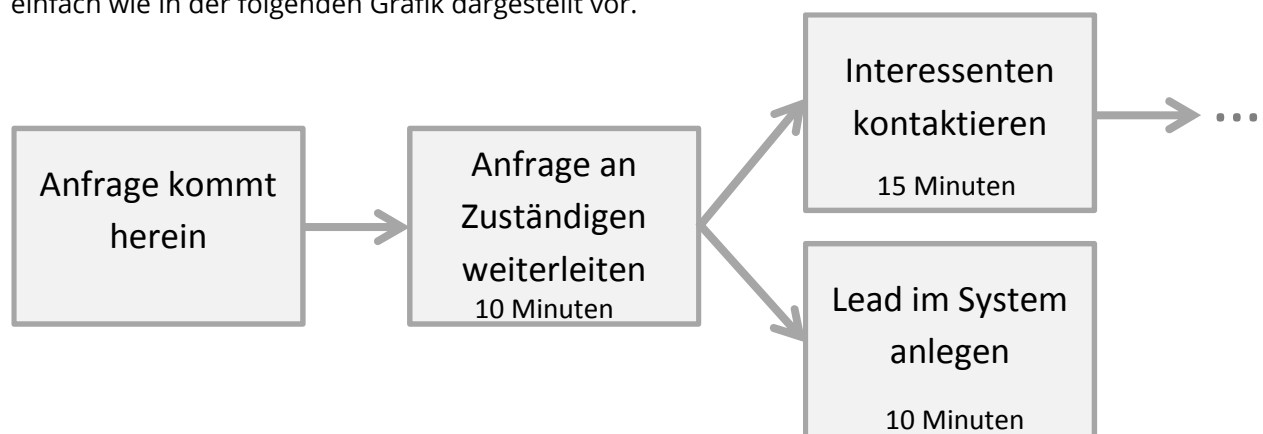 einfach wie in der folgenden Grafik dargestellt vor.
Anfrage kommt
herein
Anfrage an
Zuständigen
weiterleiten
10 Minuten
Interessenten
kontaktieren
15 Minuten
...
Lead im System
anlegen
10 Minuten